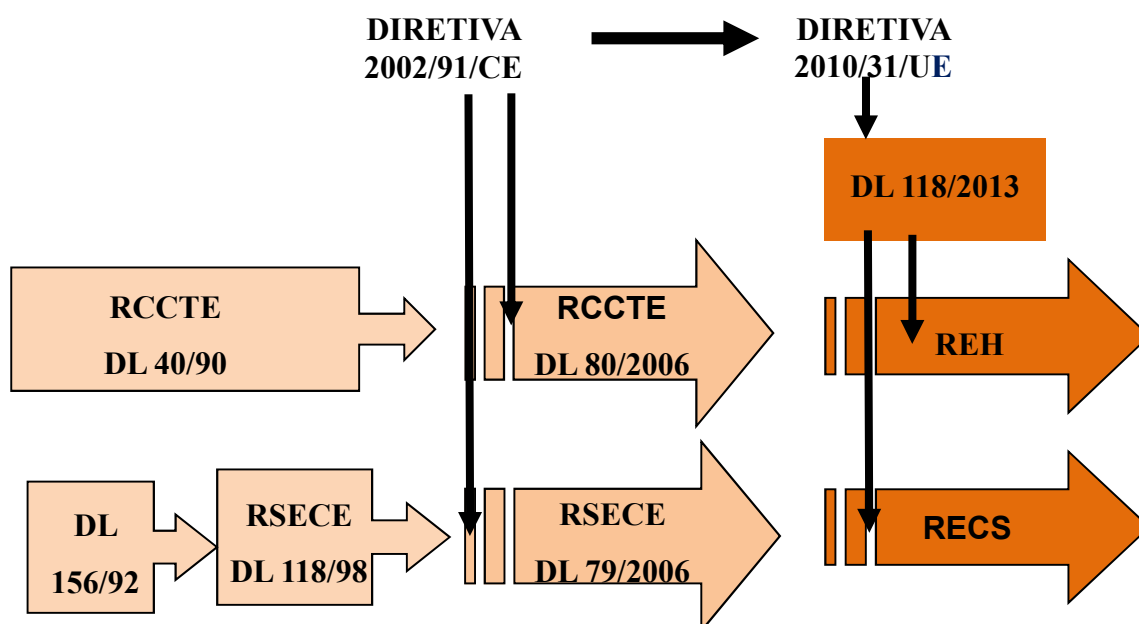 DIRETIVA
2002/91/CE
DIRETIVA
2010/31/UE
DL 118/2013
RCCTE
DL 40/90
RCCTE
DL 80/2006
REH
DL
156/92
RSECE
DL 118/98
RSECE
DL 79/2006
RECS